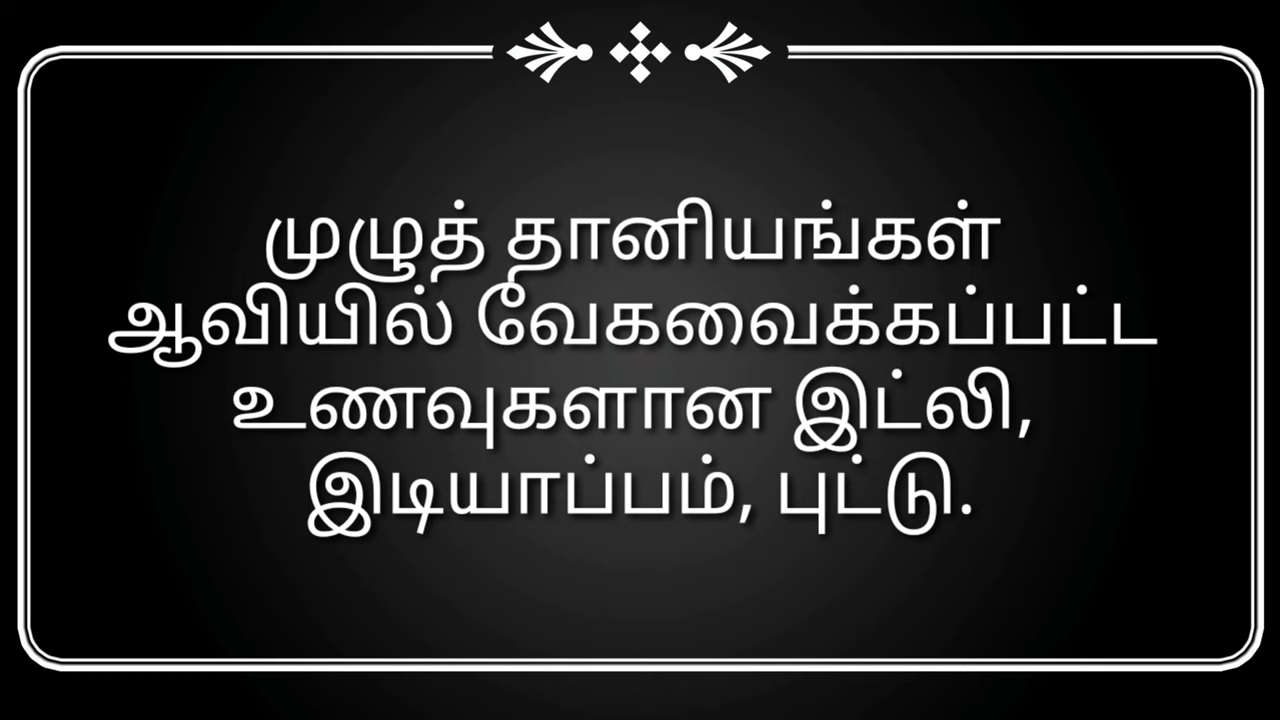 முழுத் தானியங்கள்
ஆவியில் வேகவைக்கப்பட்ட
உணவுகளான இட்லி,
இடியாப்பம், புட்டு.